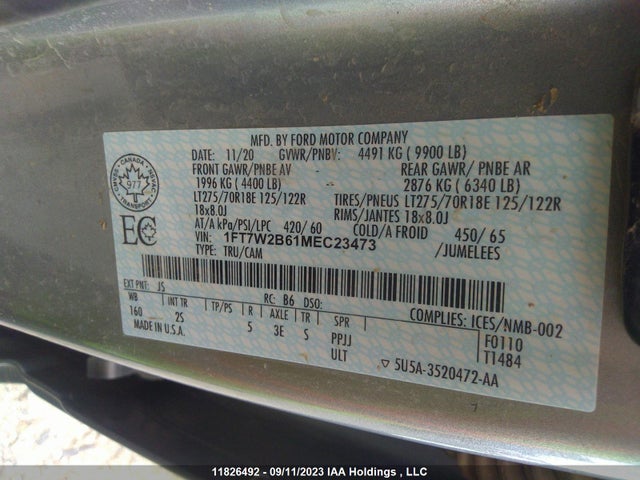 MFD. BY FORD MOTOR COMPANY
DATE: 11/20 GVWR/PNBV: 4491 KG ( 9900 LB)
FRONT GAWR/PNBE AV REAR GAWR/ PNBE AR
1996 KG ( 4400 LB) 2876 KG ( 6340 LB)
LT275/70R18E 125/122R TIRES/PNEUS LT275/70R18E 125/122R
18x8.0J RIMS/JANTES 18x8.0J
AT/A kPa/PSI/LPC 420/ 60 COLD/A FROID 450/ 65
VIN: 1FT7W2B61MEC23473 /JUMELEES
TYPE: TRU/CAM
CANADA
977
TRANSPORT
EC
EXT PNT: JS RC: B6 DSO: COMPLIES: ICES/NMB-002
WB INT TR TP/PS R AXLE TR SPR F0110
160 2S 5 3E S PPJJ T1484
MADE IN U.S.A. ULT ▽ 5U5A-3520472-AA
11826492 - 09/11/2023 IAA Holdings , LLC